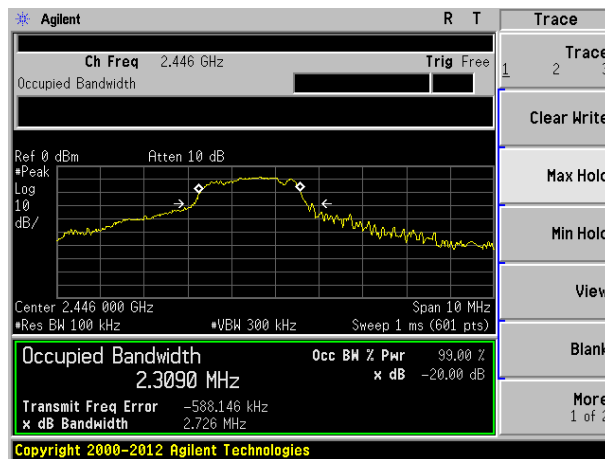 Agilent R T Trace
Ch Freq 2.446 GHz Trig Free
Occupied Bandwidth
Trace
1 2 3
Clear Write
Max Hold
Min Hold
View
Blank
More
1 of 2
Ref 0 dBm Atten 10 dB
#Peak
Log
10
dB/
Center 2.446 000 GHz Span 10 MHz
#Res BW 100 kHz #VBW 300 kHz Sweep 1 ms (601 pts)
Occupied Bandwidth Occ BW % Pwr 99.00 %
2.3090 MHz x dB -20.00 dB
Transmit Freq Error -588.146 kHz
x dB Bandwidth 2.726 MHz
Copyright 2000-2012 Agilent Technologies